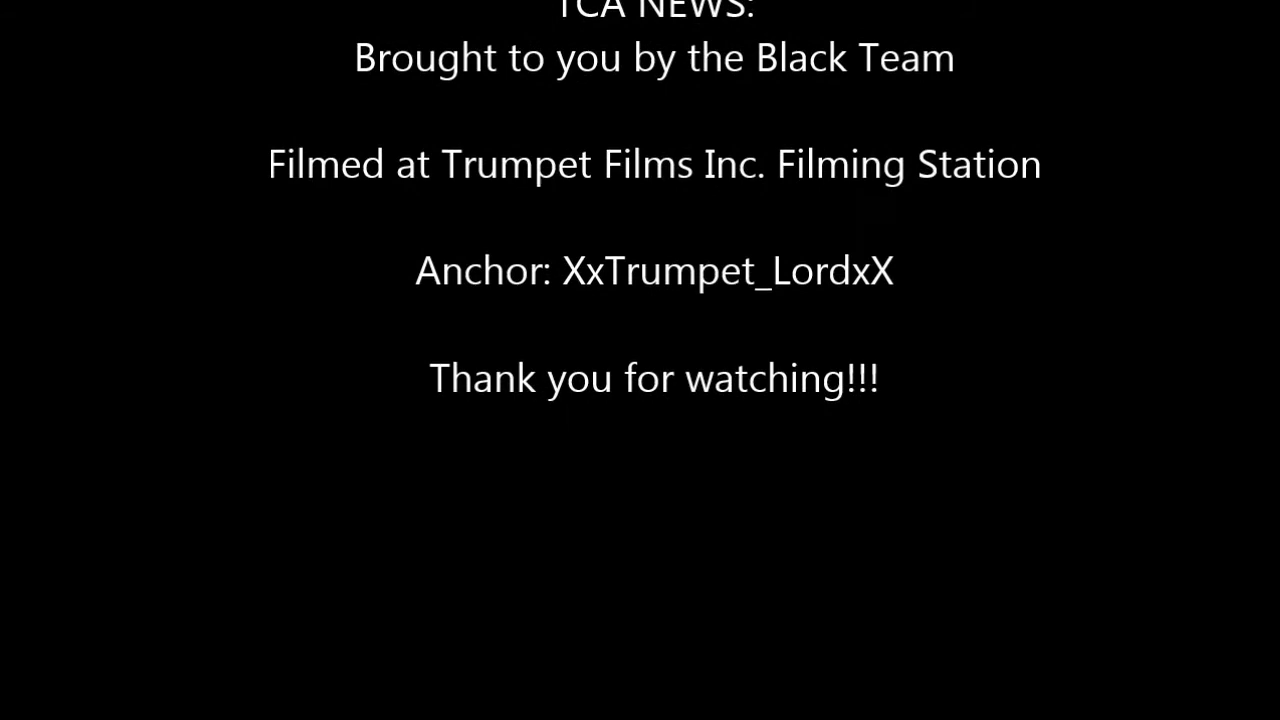 TCA NEWS:
Brought to you by the Black Team
Filmed at Trumpet Films Inc. Filming Station
Anchor: XxTrumpet_LordxX
Thank you for watching!!!